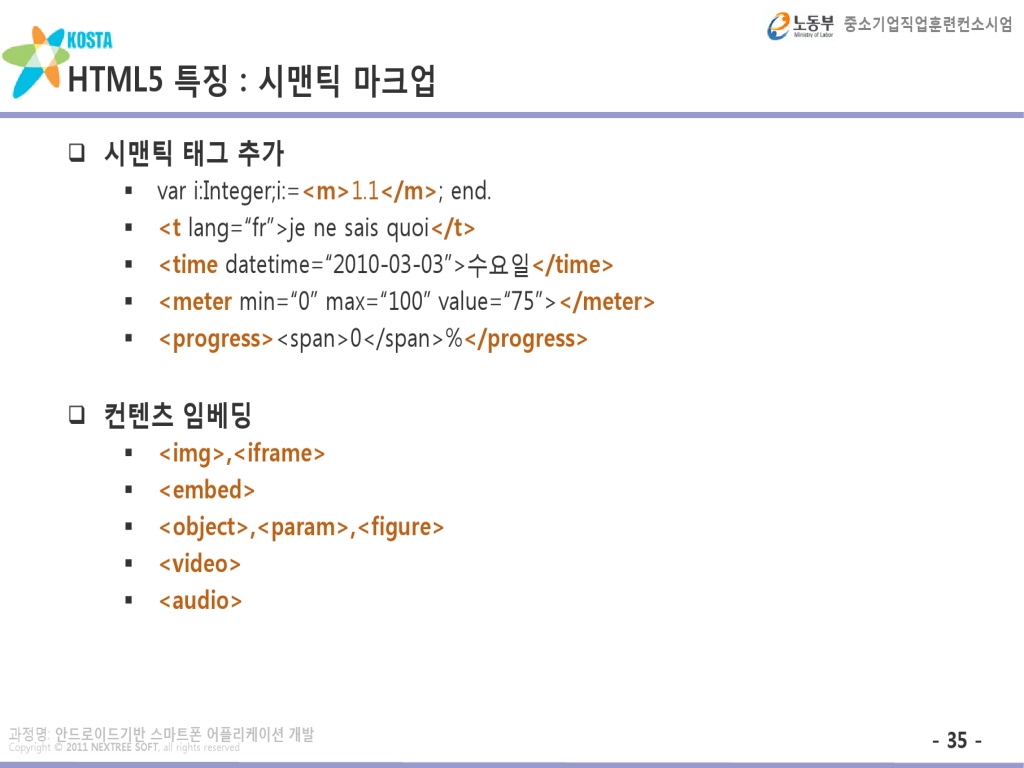 노동부 중소기업직업훈련컨소시엄
Ministry of Labor
KOSTA
HTML5 특징 : 시맨틱 마크업
❑ 시맨틱 태그 추가
▪ var i:Integer;i:=<m>1.1</m>; end.
▪ <t lang=“fr”>je ne sais quoi</t>
▪ <time datetime=“2010-03-03”>수요일</time>
▪ <meter min=“0” max=“100” value=“75”></meter>
▪ <progress><span>0</span>%</progress>
❑ 컨텐츠 임베딩
▪ <img>,<iframe>
▪ <embed>
▪ <object>,<param>,<figure>
▪ <video>
▪ <audio>
과정명: 안드로이드기반 스마트폰 어플리케이션 개발
Copyright © 2011 NEXTREE SOFT, all rights reserved
- 35 -